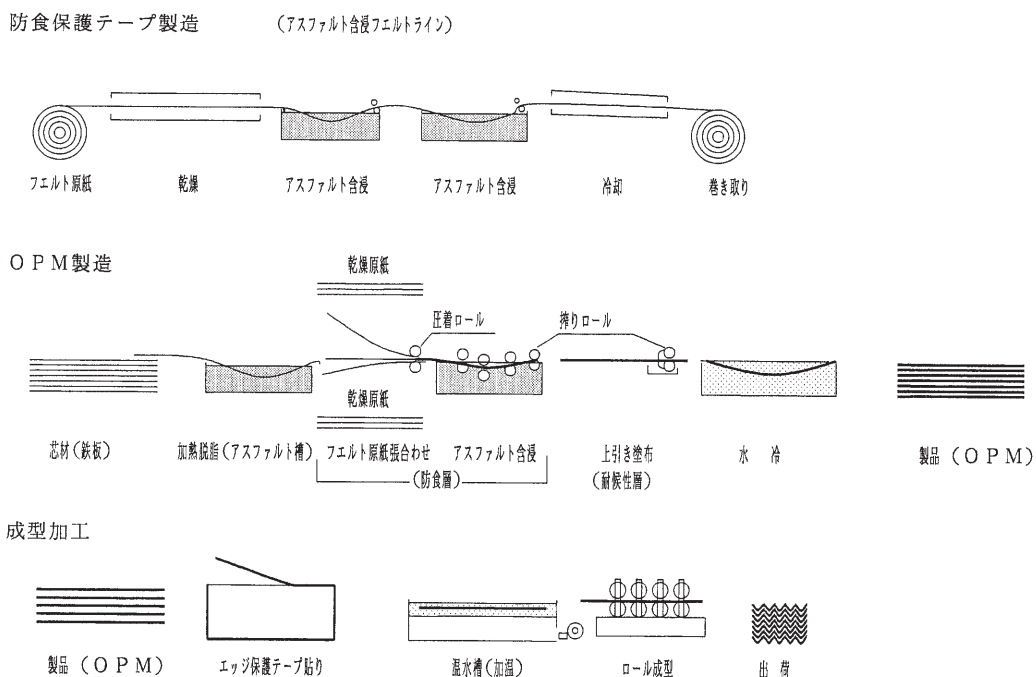 防食保護テープ製造 (アスファルト含浸フエルトライン)
フエルト原紙 乾燥 アスファルト含浸 アスファルト含浸 冷却 巻き取り
OPM製造
乾燥原紙
圧着ロール 搾りロール
乾燥原紙
芯材(鉄板) 加熱脱脂(アスファルト槽) フエルト原紙張合わせ アスファルト含浸 上引き塗布 水 冷 製品(OPM)
(防食層) (耐候性層)
成型加工
製品(OPM) エッジ保護テープ貼り 温水槽(加温) ロール成型 出 荷